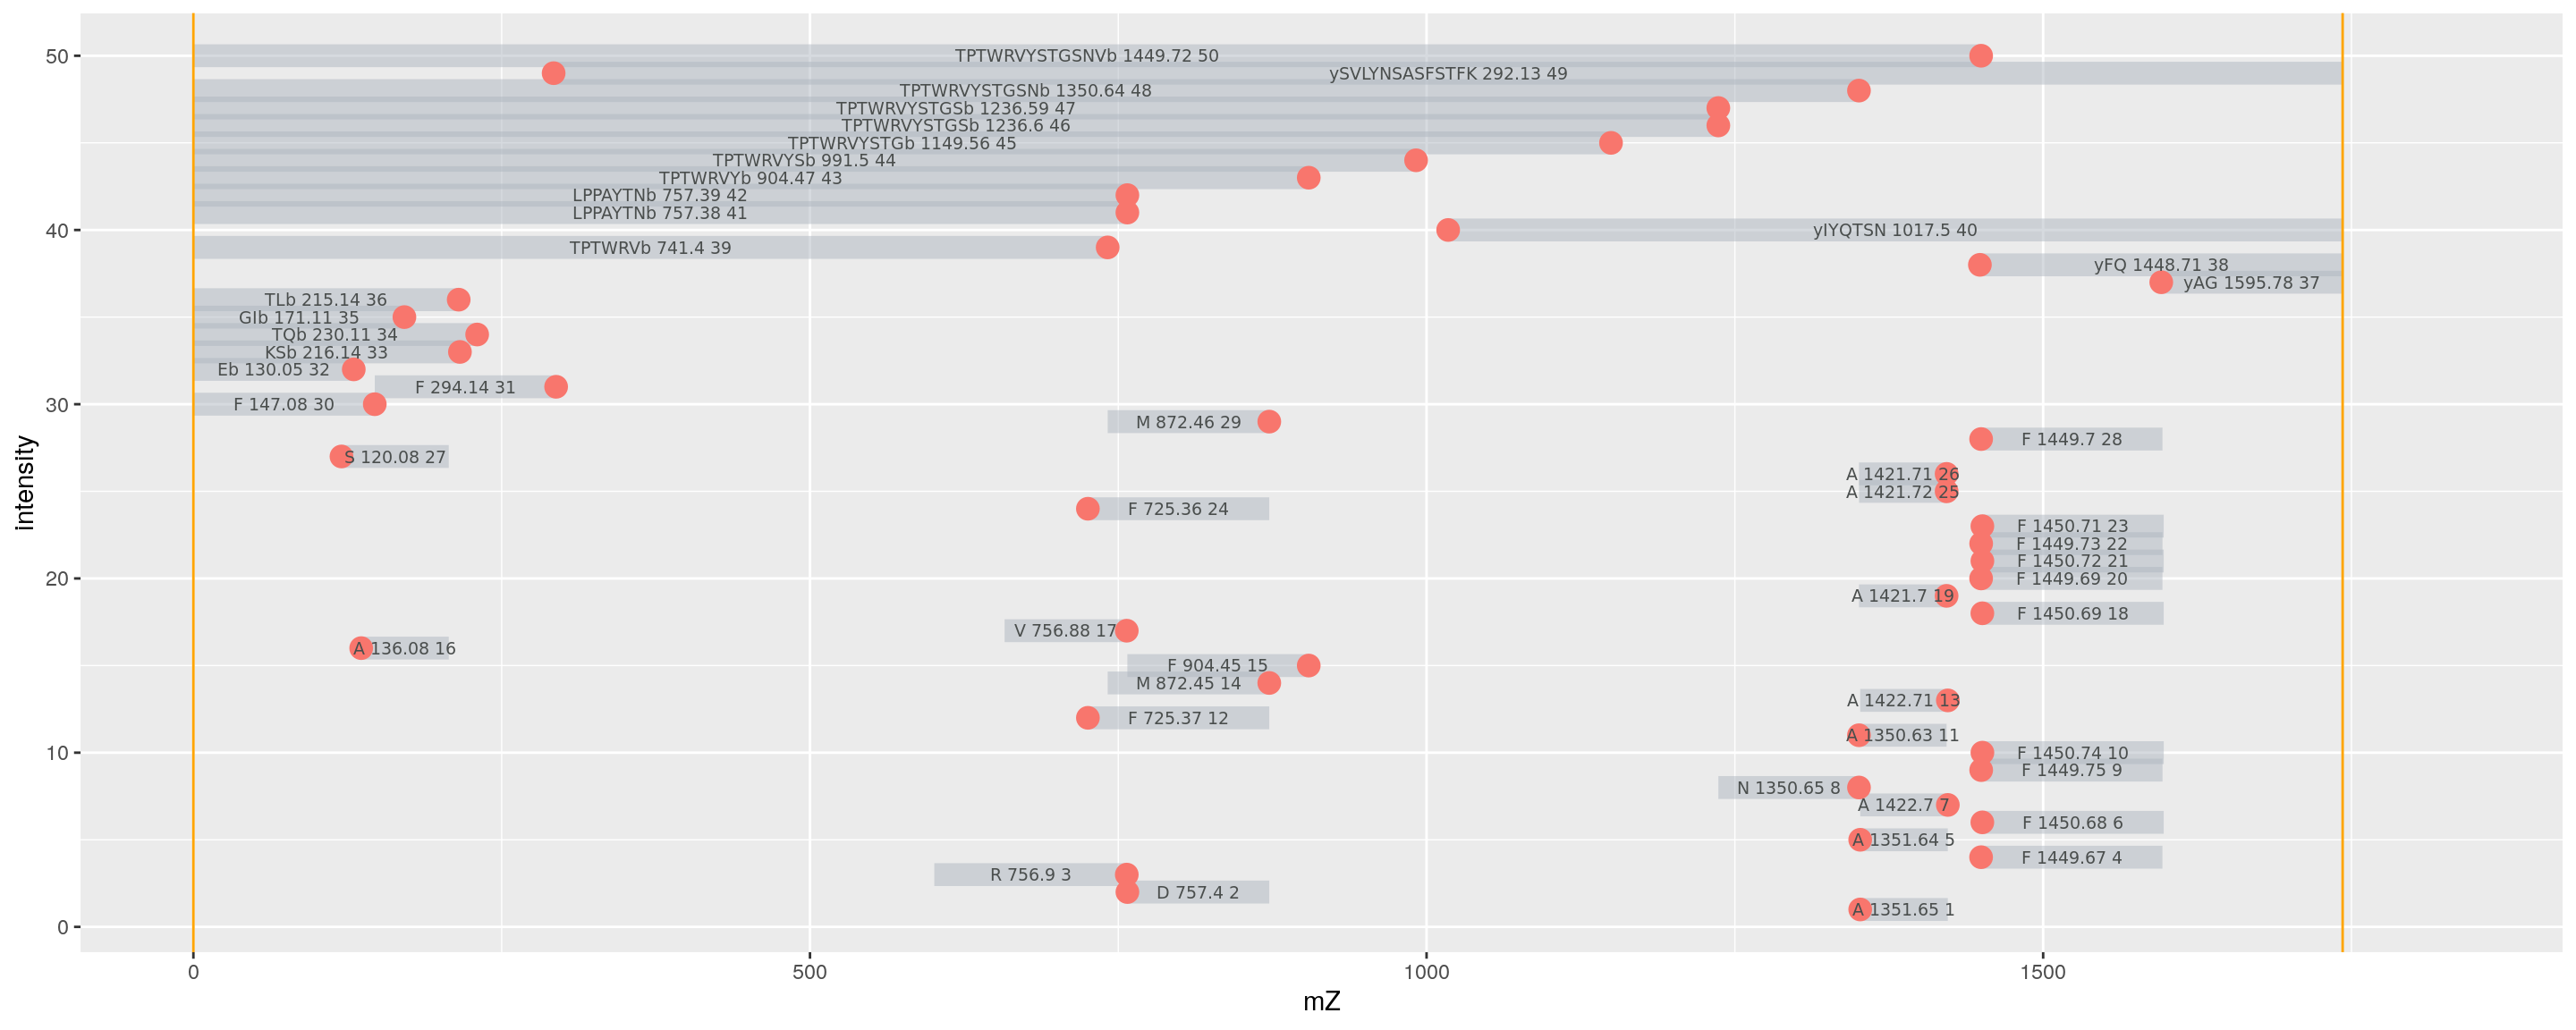 50
TPTWRVYSTGSNVb 1449.72 50
ySVLYNSASFSTFK 292.13 49
TPTWRVYSTGSNb 1350.64 48
TPTWRVYSTGSb 1236.59 47
TPTWRVYSTGSb 1236.6 46
TPTWRVYSTGb 1149.56 45
TPTWRVYSb 991.5 44
TPTWRVYb 904.47 43
LPPAYTNb 757.39 42
LPPAYTNb 757.38 41
40
yIYQTSN 1017.5 40
TPTWRVb 741.4 39
yFQ 1448.71 38
yAG 1595.78 37
TLb 215.14 36
GIb 171.11 35
TQb 230.11 34
KSb 216.14 33
Eb 130.05 32
F 294.14 31
30
F 147.08 30
M 872.46 29
F 1449.7 28
S 120.08 27
A 1421.71 26
A 1421.72 25
F 725.36 24
F 1450.71 23
F 1449.73 22
F 1450.72 21
20
F 1449.69 20
A 1421.7 19
F 1450.69 18
V 756.88 17
A 136.08 16
F 904.45 15
M 872.45 14
A 1422.71 13
F 725.37 12
A 1350.63 11
10
F 1450.74 10
F 1449.75 9
N 1350.65 8
A 1422.7 7
F 1450.68 6
A 1351.64 5
F 1449.67 4
R 756.9 3
D 757.4 2
A 1351.65 1
0
intensity
0 500 1000 1500
mZ